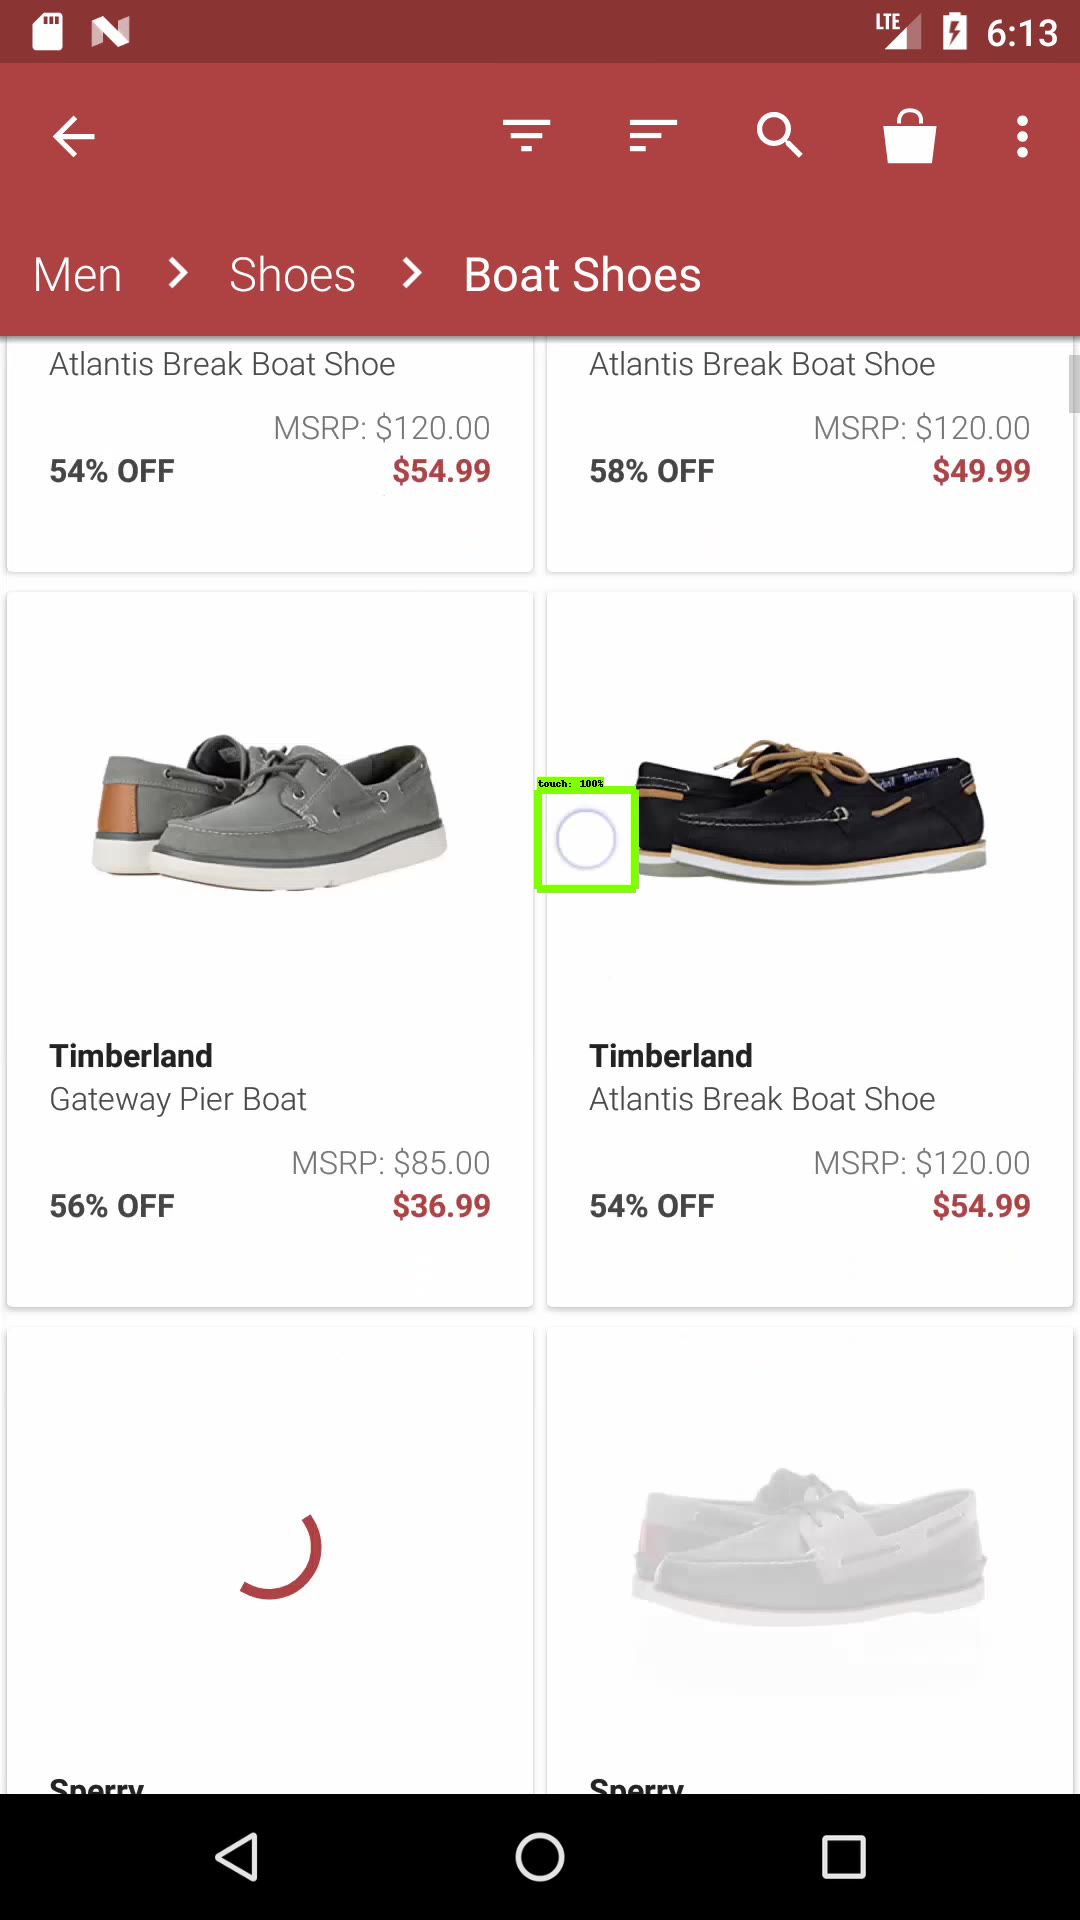 LTE 6:13
Men Shoes Boat Shoes
Atlantis Break Boat Shoe
MSRP: $120.00
54% OFF $54.99
Atlantis Break Boat Shoe
MSRP: $120.00
58% OFF $49.99
touch: 100%
Timberland
Gateway Pier Boat
MSRP: $85.00
56% OFF $36.99
Timberland
Timberland
Atlantis Break Boat Shoe
MSRP: $120.00
54% OFF $54.99
Sperry
Sperry